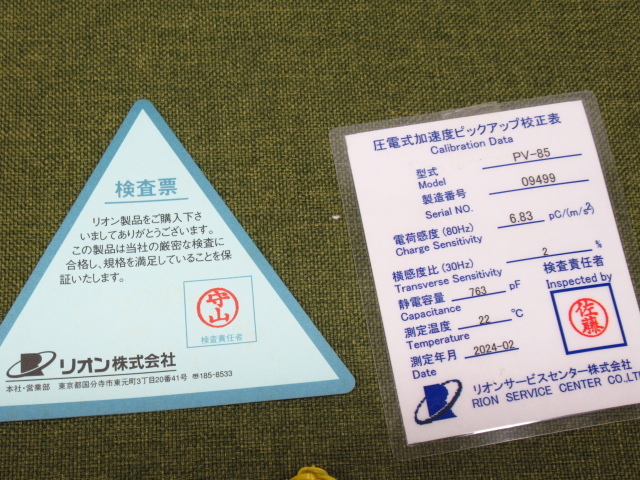 検査票
リオン製品をご購入下さ
いましてありがとうございます。
この製品は当社の厳密な検査に
合格し、規格を満足していることを保
証いたします。
守山
検査責任者
リオン株式会社
本社・営業部 東京都国分寺市東元町3丁目20番41号 〒185-8533
圧電式加速度ピックアップ校正表
Calibration Data
型式 PV-85
Model
製造番号 09499
Serial NO.
電荷感度 (80Hz) 6.83 pC/(m/s²)
Charge Sensitivity
横感度比 (30Hz) 2 %
Transverse Sensitivity
静電容量 763 pF
Capacitance
測定温度 22 ℃
Temperature
測定年月 2024-02
Date
検査責任者
Inspected by
佐藤
リオンサービスセンター株式会社
RION SERVICE CENTER CO.,LTD